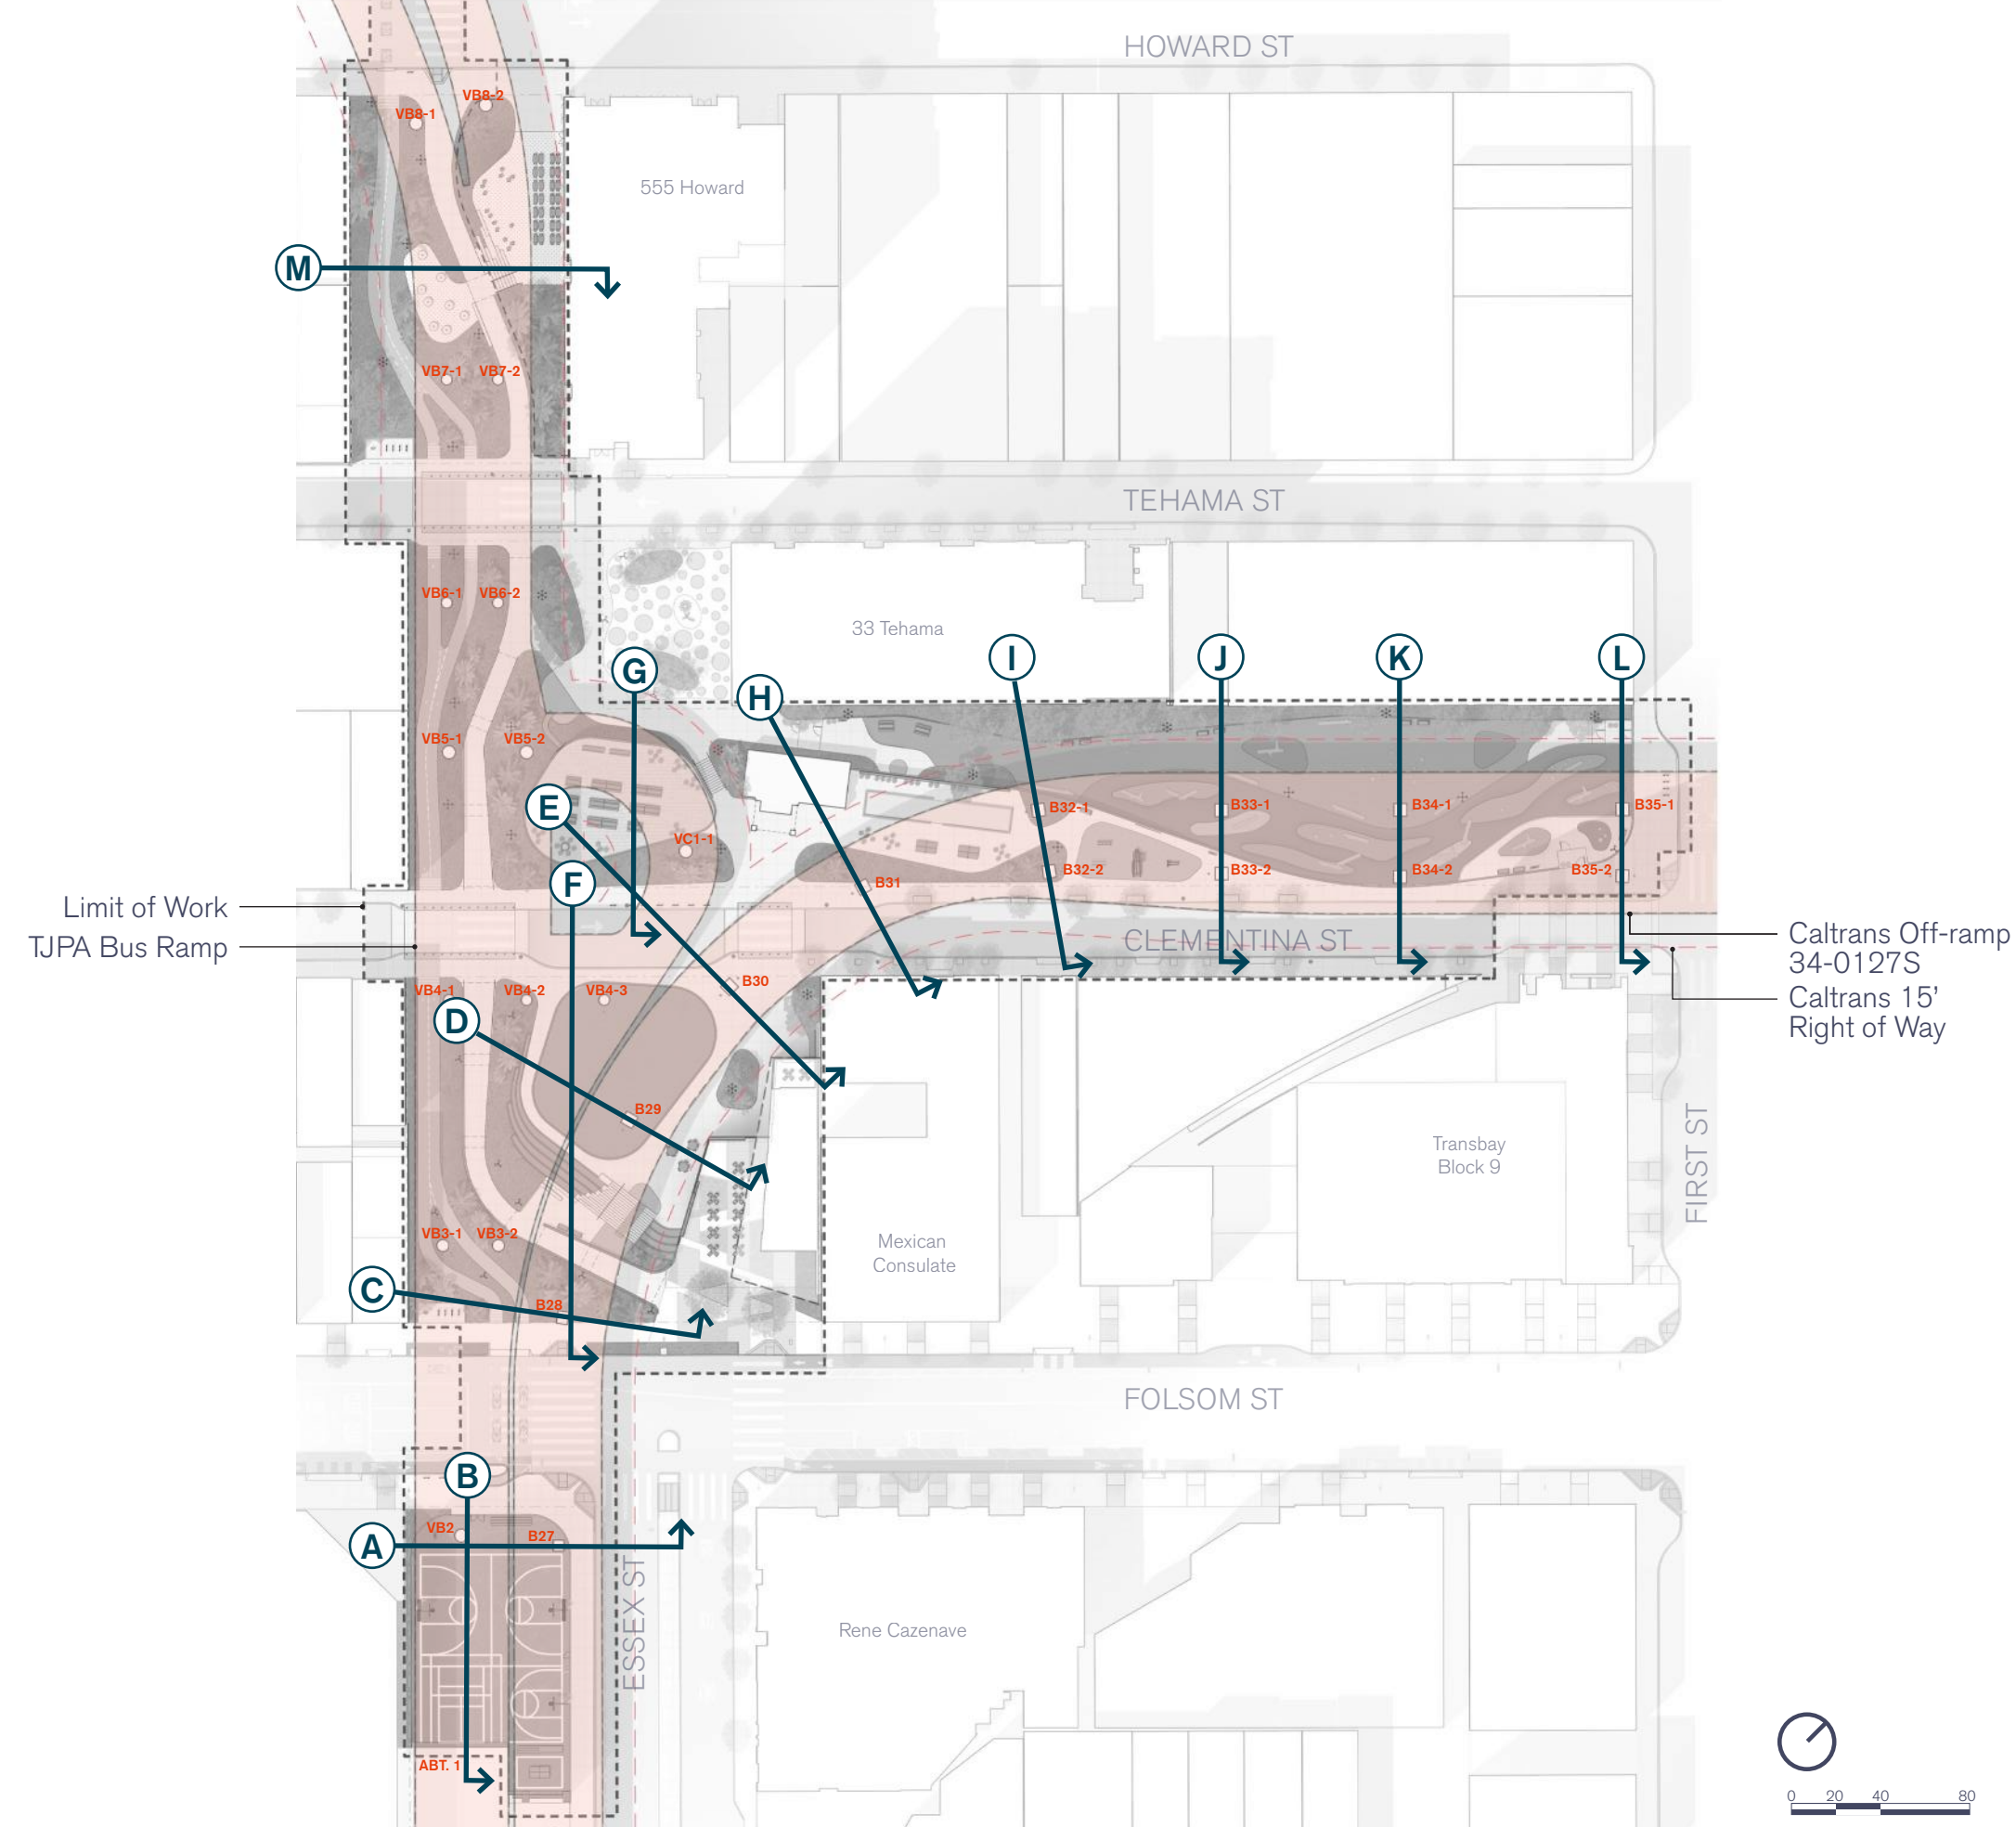 HOWARD ST
VB8-2
VB8-1
555 Howard
M
VB7-1
VB7-2
TEHAMA ST
VB6-1
VB6-2
33 Tehama
I
J
K
L
G
H
VB5-1
VB5-2
E
B32-1
B33-1
B34-1
B35-1
VC1-1
F
B31
B32-2
B33-2
B34-2
B35-2
Limit of Work
TJPA Bus Ramp
CLEMENTINA ST
Caltrans Off-ramp
34-0127S
Caltrans 15'
Right of Way
B30
VB4-1
VB4-2
VB4-3
D
B29
Transbay
Block 9
FIRST ST
VB3-1
VB3-2
Mexican
Consulate
C
B28
FOLSOM ST
B
VB2
B27
A
ESSEX ST
Rene Cazenave
ABT. 1
0 20 40 80